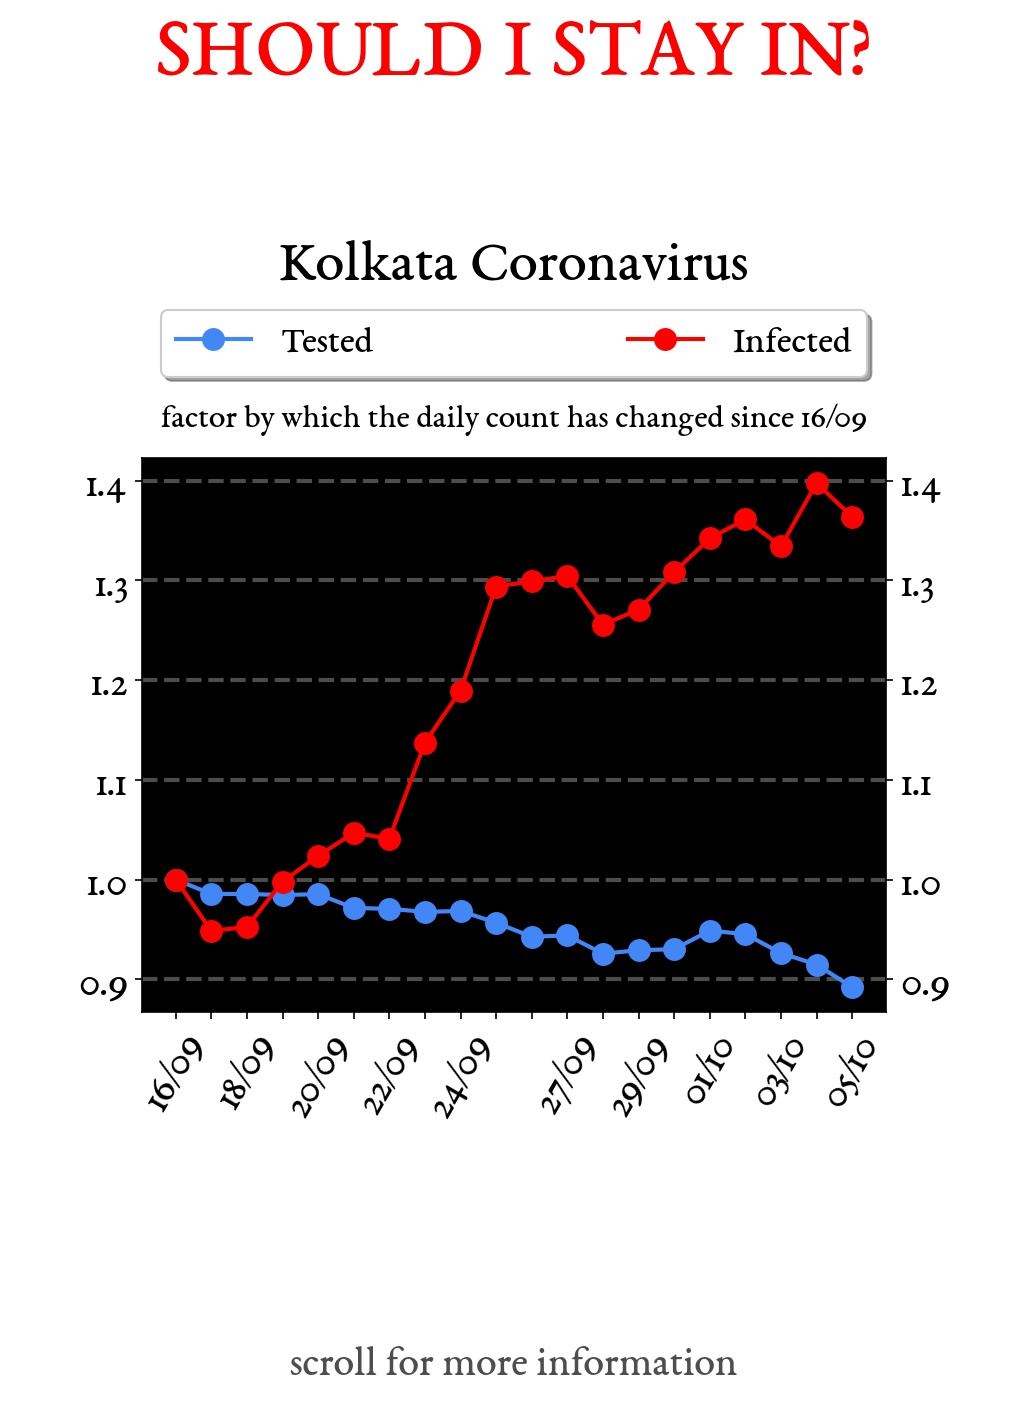 SHOULD I STAY IN?
Kolkata Coronavirus
Tested Infected
factor by which the daily count has changed since 16/09
1.4 1.4
1.3 1.3
1.2 1.2
1.1 1.1
1.0 1.0
0.9 0.9
16/09 18/09 20/09 22/09 24/09 27/09 29/09 01/10 03/10 05/10
scroll for more information